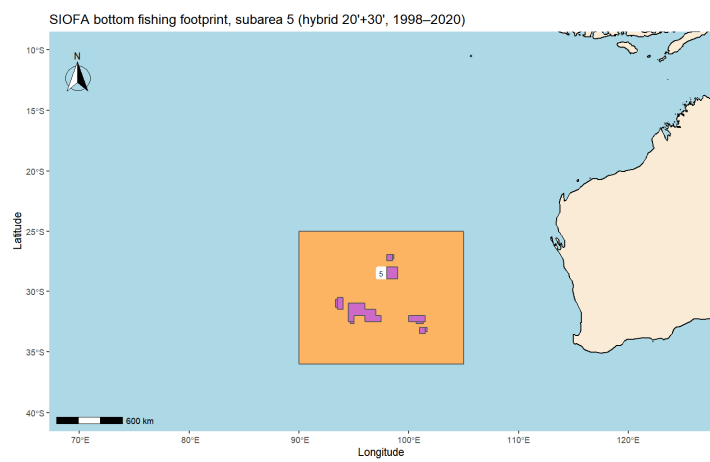 SIOFA bottom fishing footprint, subarea 5 (hybrid 20'+30', 1998–2020)
N
10°S
15°S
20°S
25°S
30°S
35°S
40°S
Latitude
5
600 km
70°E
80°E
90°E
100°E
110°E
120°E
Longitude